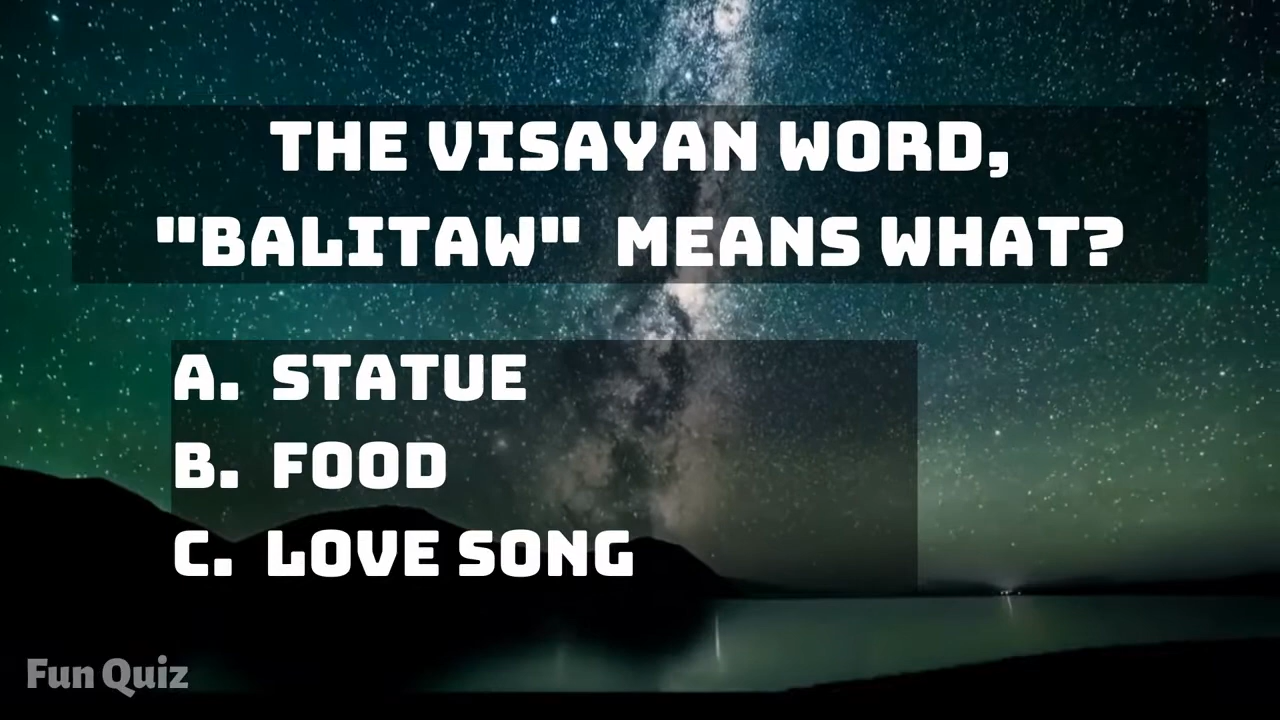 THE VISAYAN WORD,
"BALITAW" MEANS WHAT?
A. STATUE
B. FOOD
C. LOVE SONG
Fun Quiz